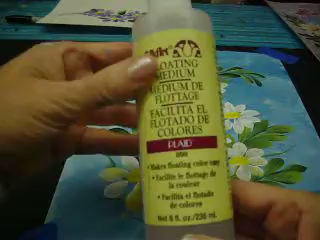 FLOATING
MEDIUM
MEDIUM DE
FLOTTAGE
FACILITA EL
FLOTADO DE
COLORES
PLAID
• Makes floating color easy
• Facilite le flottage de
la couleur
• Facilita el flotado
de colores
Net 8 fl. oz./236 ml.